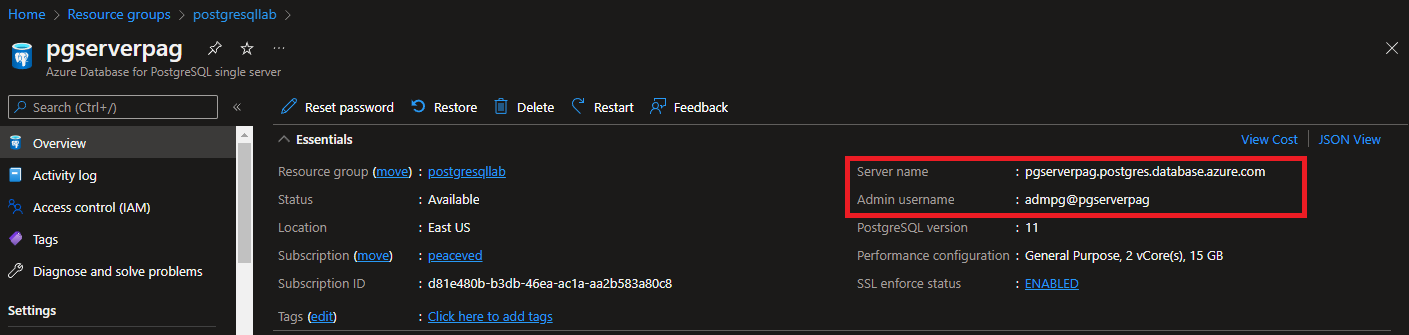 Home > Resource groups > postgresqllab >
pgserverpag ...
Azure Database for PostgreSQL single server
Search (Ctrl+/) «
Reset password Restore Delete Restart Feedback
Overview
Activity log
Access control (IAM)
Tags
Diagnose and solve problems
Settings
Essentials
View Cost JSON View
Resource group (move) : postgresqllab
Status : Available
Location : East US
Subscription (move) : peaceved
Subscription ID : d81e480b-b3db-46ea-ac1a-aa2b583a80c8
Tags (edit) : Click here to add tags
Server name : pgserverpag.postgres.database.azure.com
Admin username : admpg@pgserverpag
PostgreSQL version : 11
Performance configuration : General Purpose, 2 vCore(s), 15 GB
SSL enforce status : ENABLED